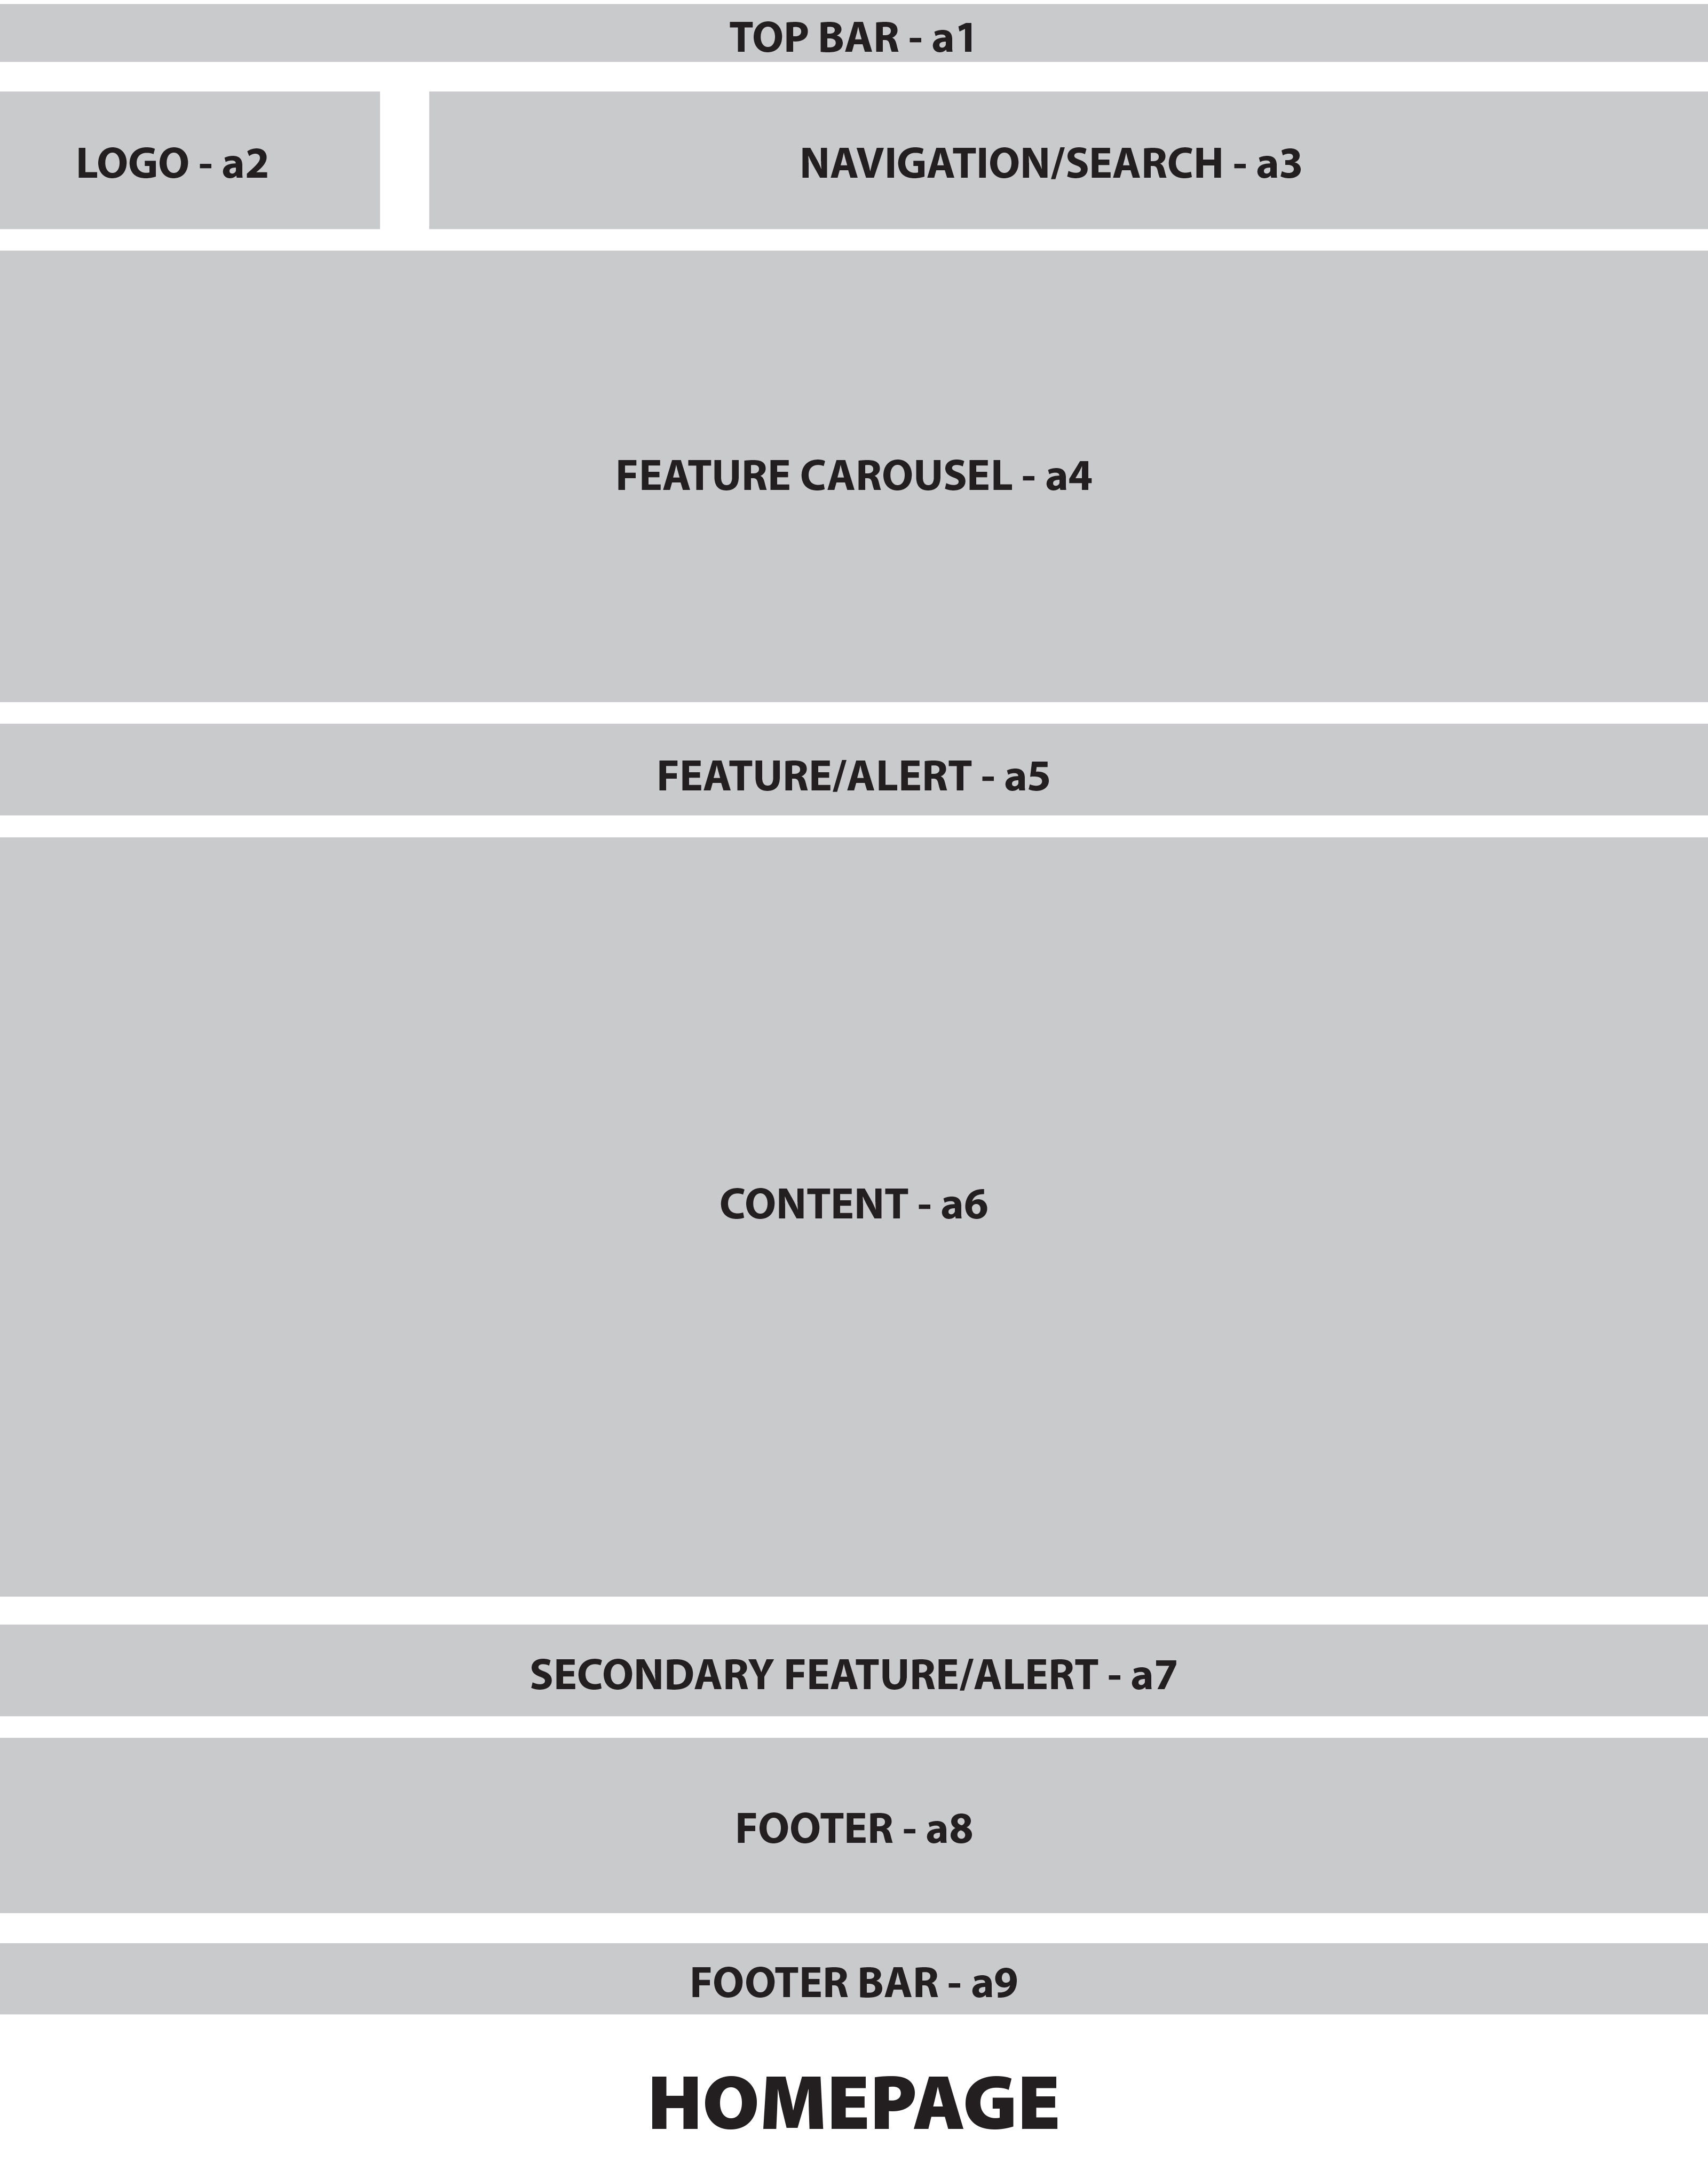 TOP BAR - a1
LOGO - a2
NAVIGATION/SEARCH - a3
FEATURE CAROUSEL - a4
FEATURE/ALERT - a5
CONTENT - a6
SECONDARY FEATURE/ALERT - a7
FOOTER - a8
FOOTER BAR - a9
HOMEPAGE